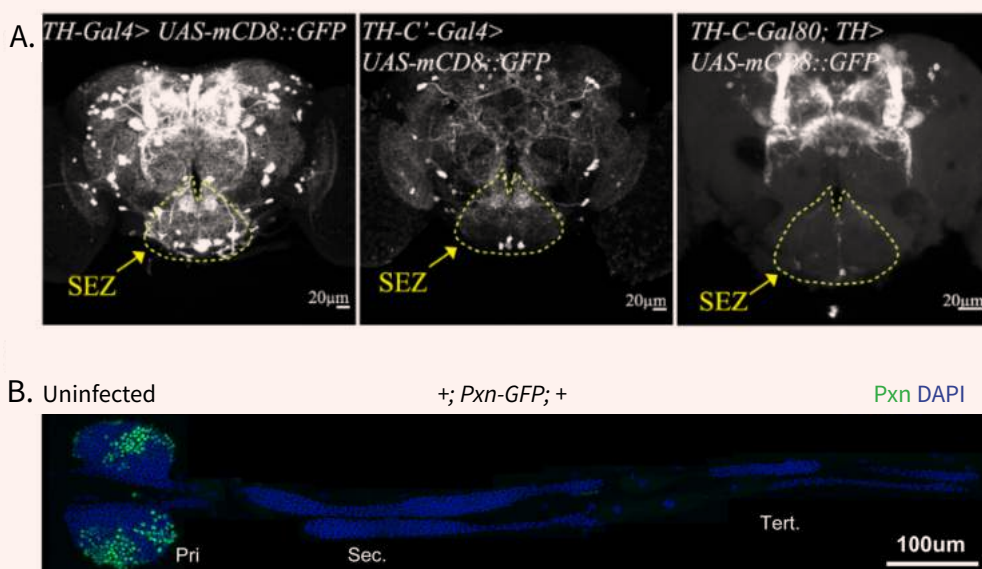 A.
TH-Gal4> UAS-mCD8::GFP
SEZ
20µm
TH-C'-Gal4>
UAS-mCD8::GFP
SEZ
20µm
TH-C-Gal80; TH>
UAS-mCD8::GFP
SEZ
20µm
B. Uninfected +; Pxn-GFP; + Pxn DAPI
Pri Sec. Tert.
100um